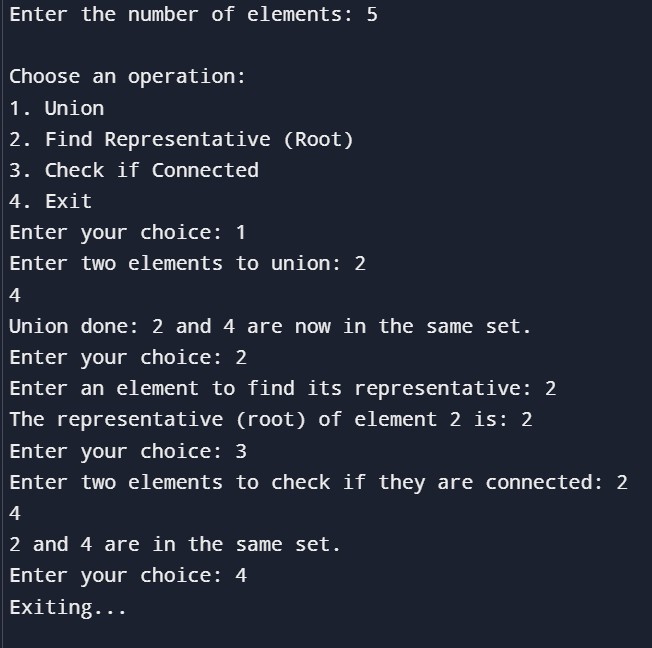 Enter the number of elements: 5
Choose an operation:
1. Union
2. Find Representative (Root)
3. Check if Connected
4. Exit
Enter your choice: 1
Enter two elements to union: 2
4
Union done: 2 and 4 are now in the same set.
Enter your choice: 2
Enter an element to find its representative: 2
The representative (root) of element 2 is: 2
Enter your choice: 3
Enter two elements to check if they are connected: 2
4
2 and 4 are in the same set.
Enter your choice: 4
Exiting...